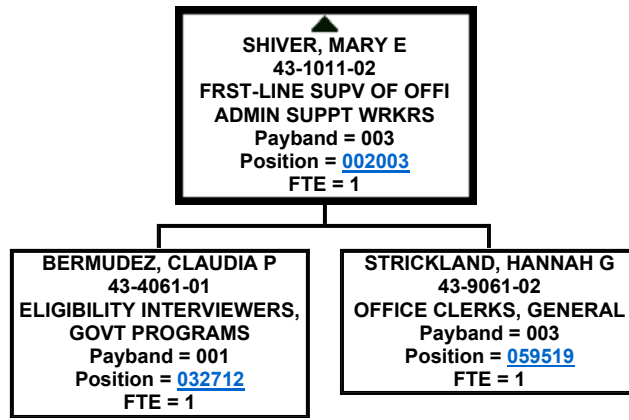 SHIVER, MARY E
43-1011-02
FRST-LINE SUPV OF OFFI
ADMIN SUPPT WRKRS
Payband = 003
Position = 002003
FTE = 1
BERMUDEZ, CLAUDIA P
43-4061-01
ELIGIBILITY INTERVIEWERS,
GOVT PROGRAMS
Payband = 001
Position = 032712
FTE = 1
STRICKLAND, HANNAH G
43-9061-02
OFFICE CLERKS, GENERAL
Payband = 003
Position = 059519
FTE = 1